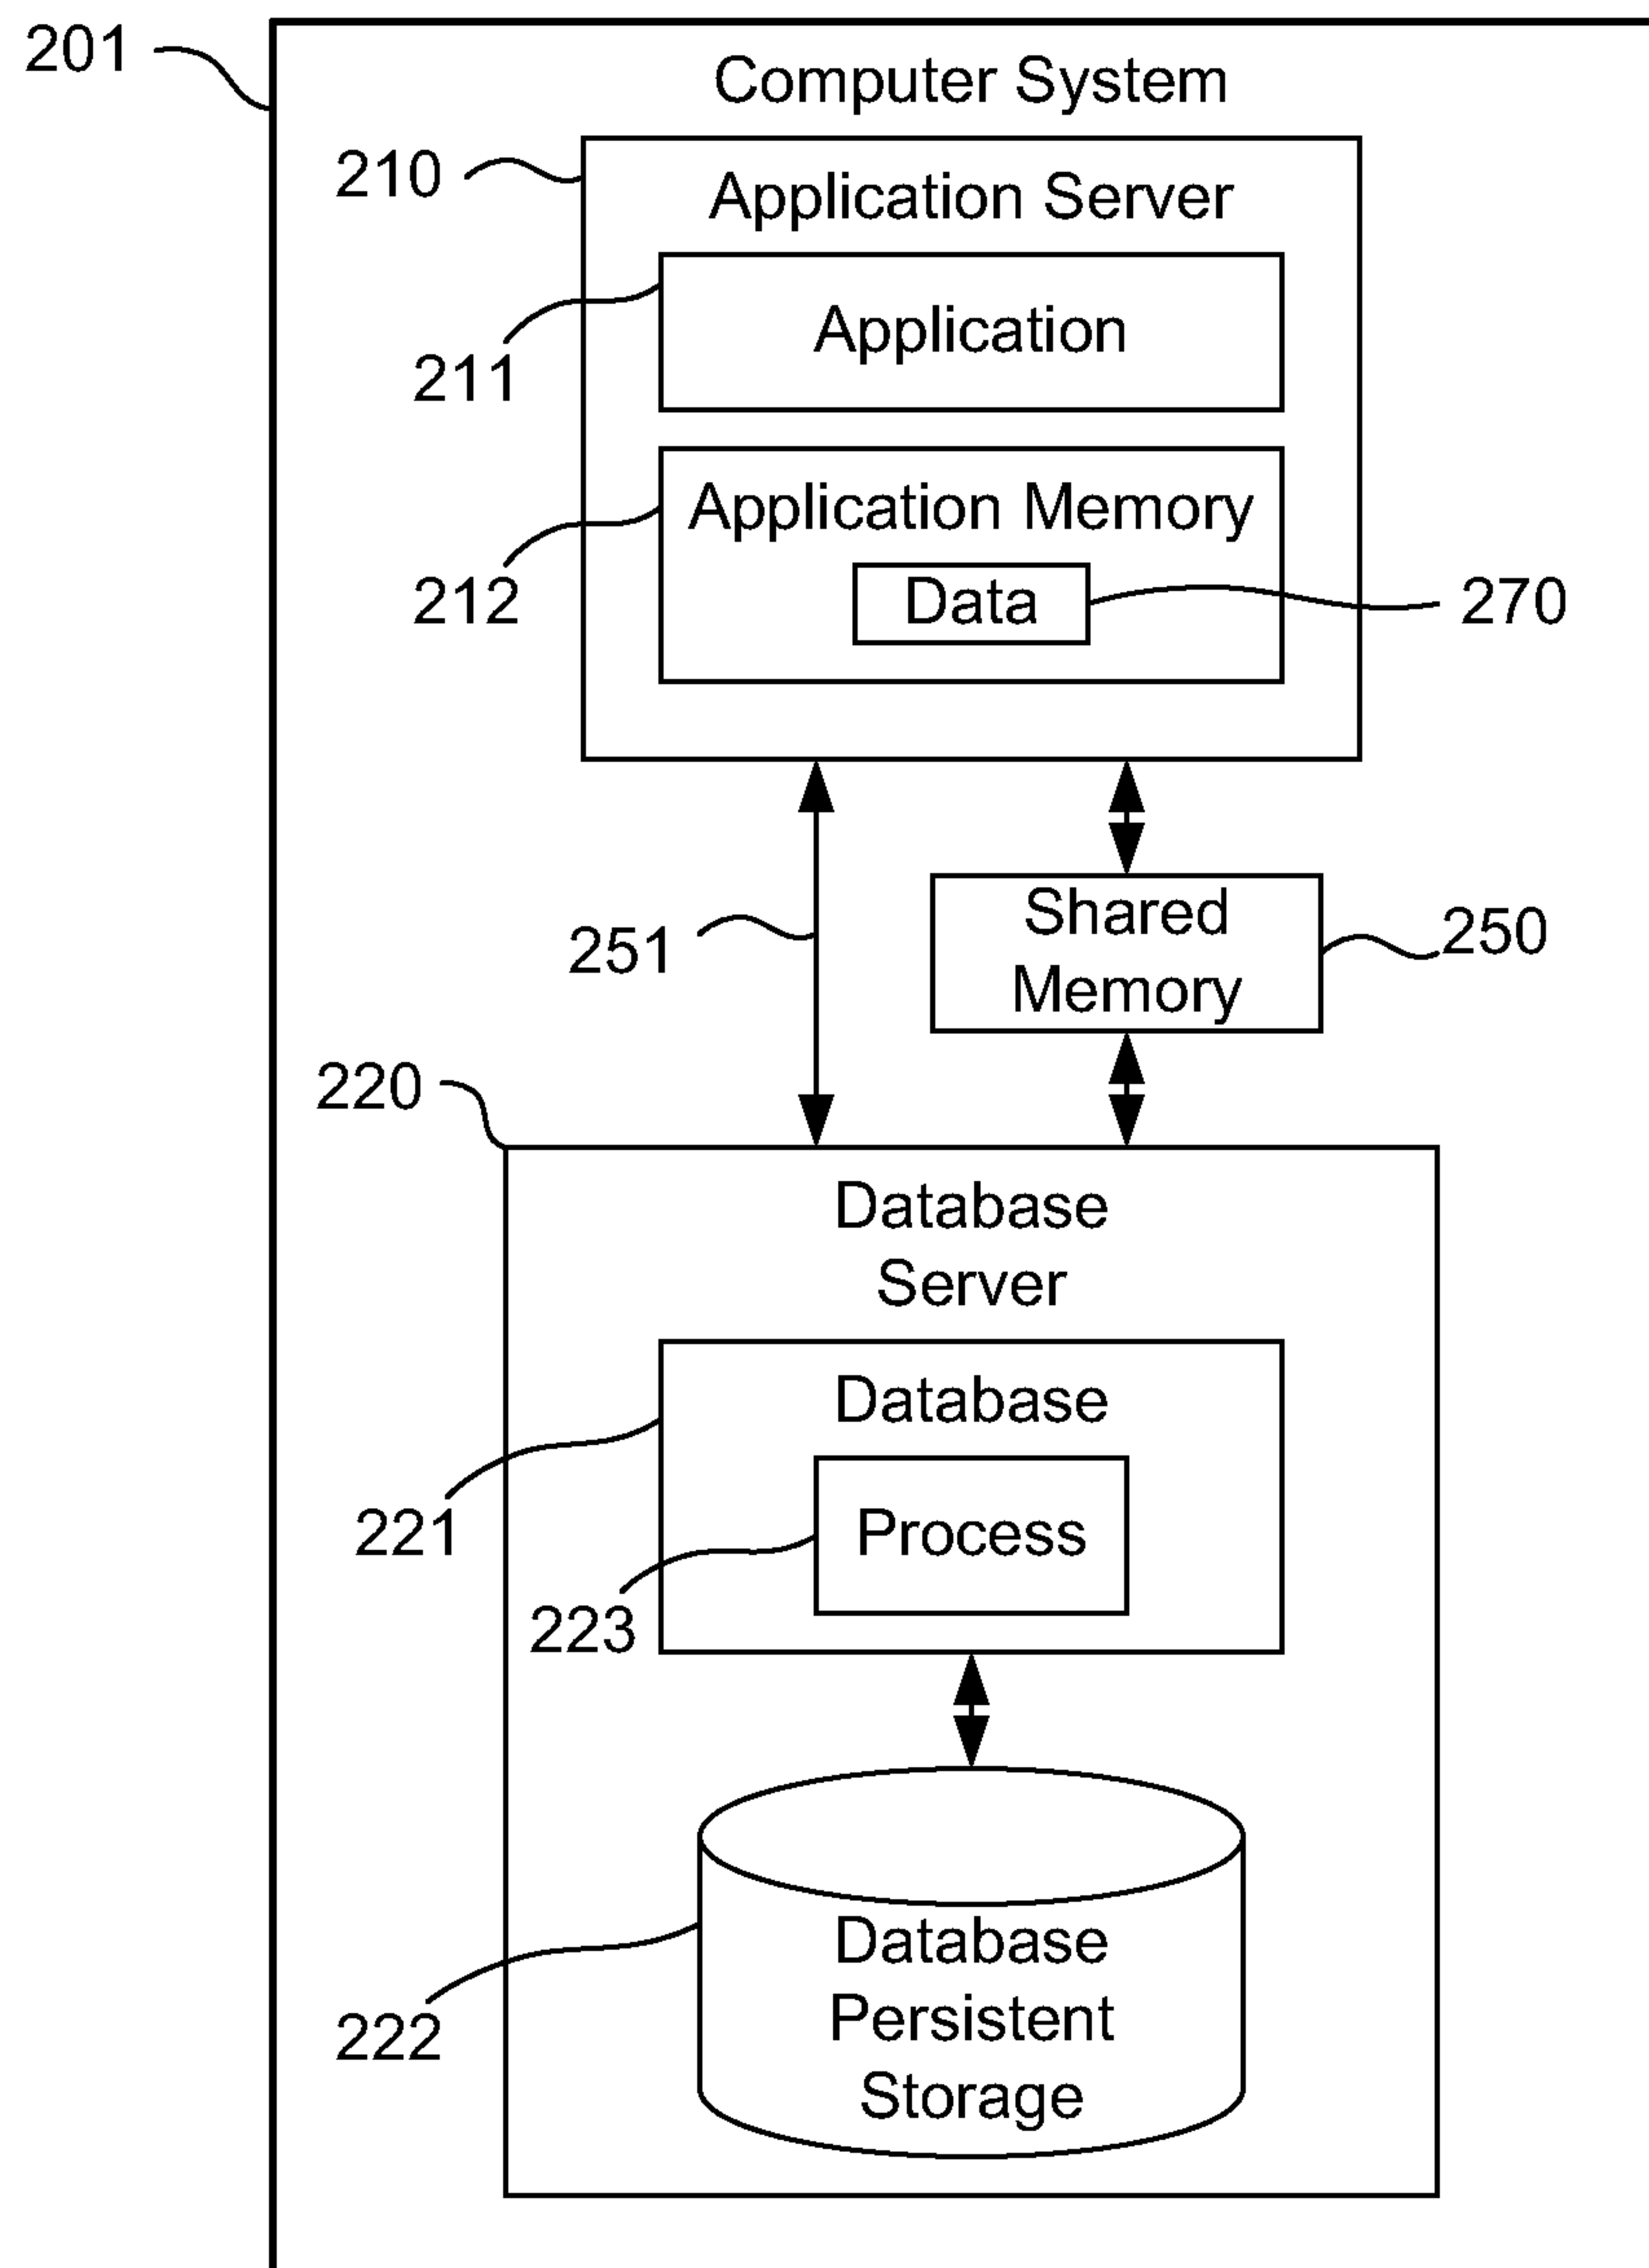 201
Computer System
210
Application Server
Application
211
Application Memory
212
Data
270
Shared
Memory
250
251
220
Database
Server
Database
221
Process
223
Database
Persistent
Storage
222